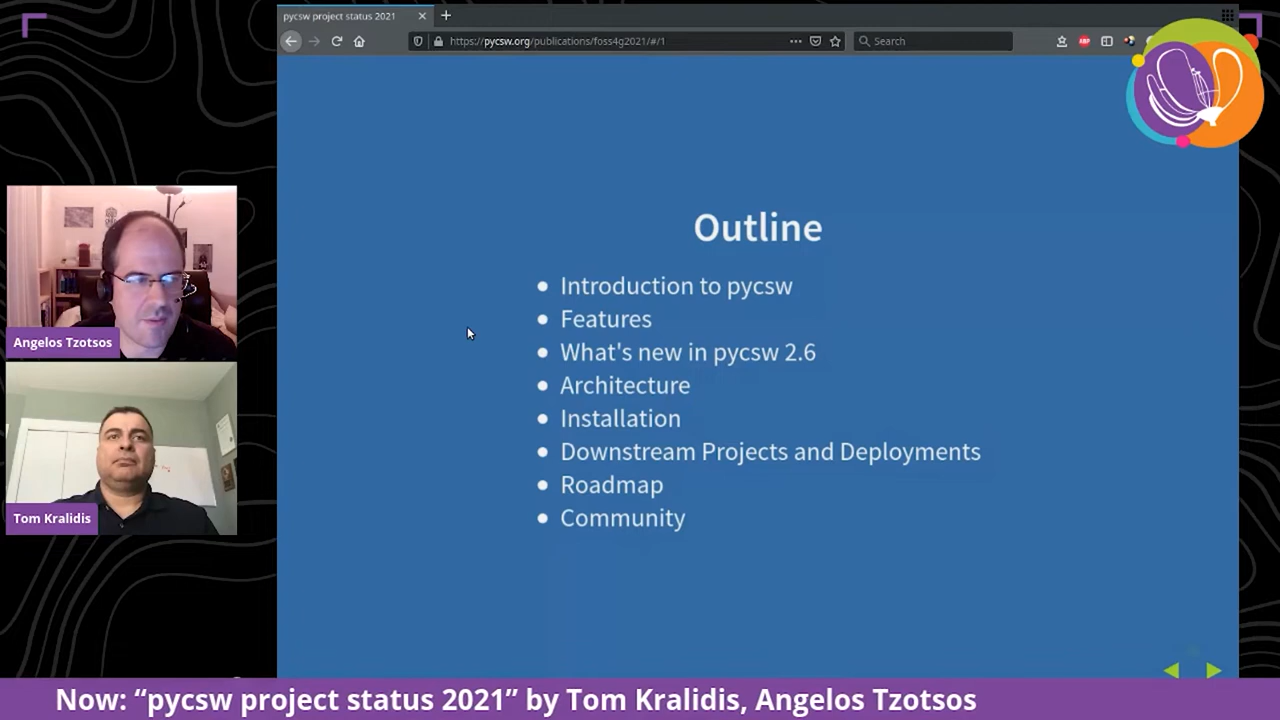 pycsw project status 2021
https://pycsw.org/publications/foss4g2021/#/1
Search
ABP
Outline
Introduction to pycsw
Features
What's new in pycsw 2.6
Architecture
Installation
Downstream Projects and Deployments
Roadmap
Community
Angelos Tzotsos
Tom Kralidis
Now: “pycsw project status 2021” by Tom Kralidis, Angelos Tzotsos